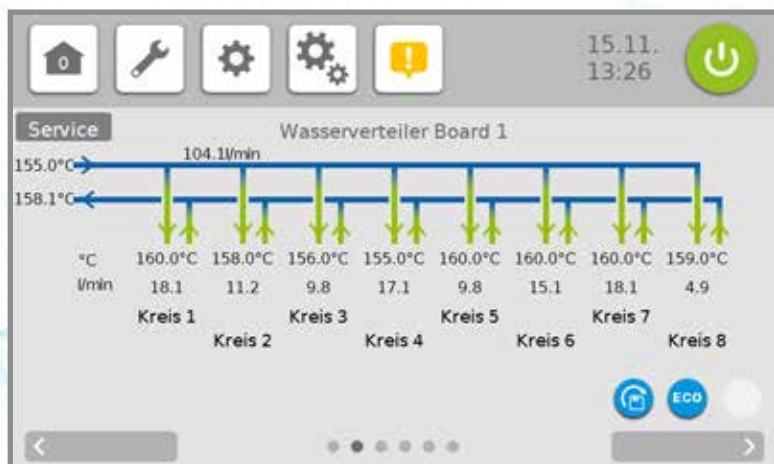 0
15.11.
13:26
Service
Wasserverteiler Board 1
104.1l/min
155.0°C
158.1°C
°C 160.0°C 158.0°C 156.0°C 155.0°C 160.0°C 160.0°C 160.0°C 159.0°C
l/min 18.1 11.2 9.8 17.1 9.8 15.1 18.1 4.9
Kreis 1 Kreis 3 Kreis 5 Kreis 7
Kreis 2 Kreis 4 Kreis 6 Kreis 8
ECO